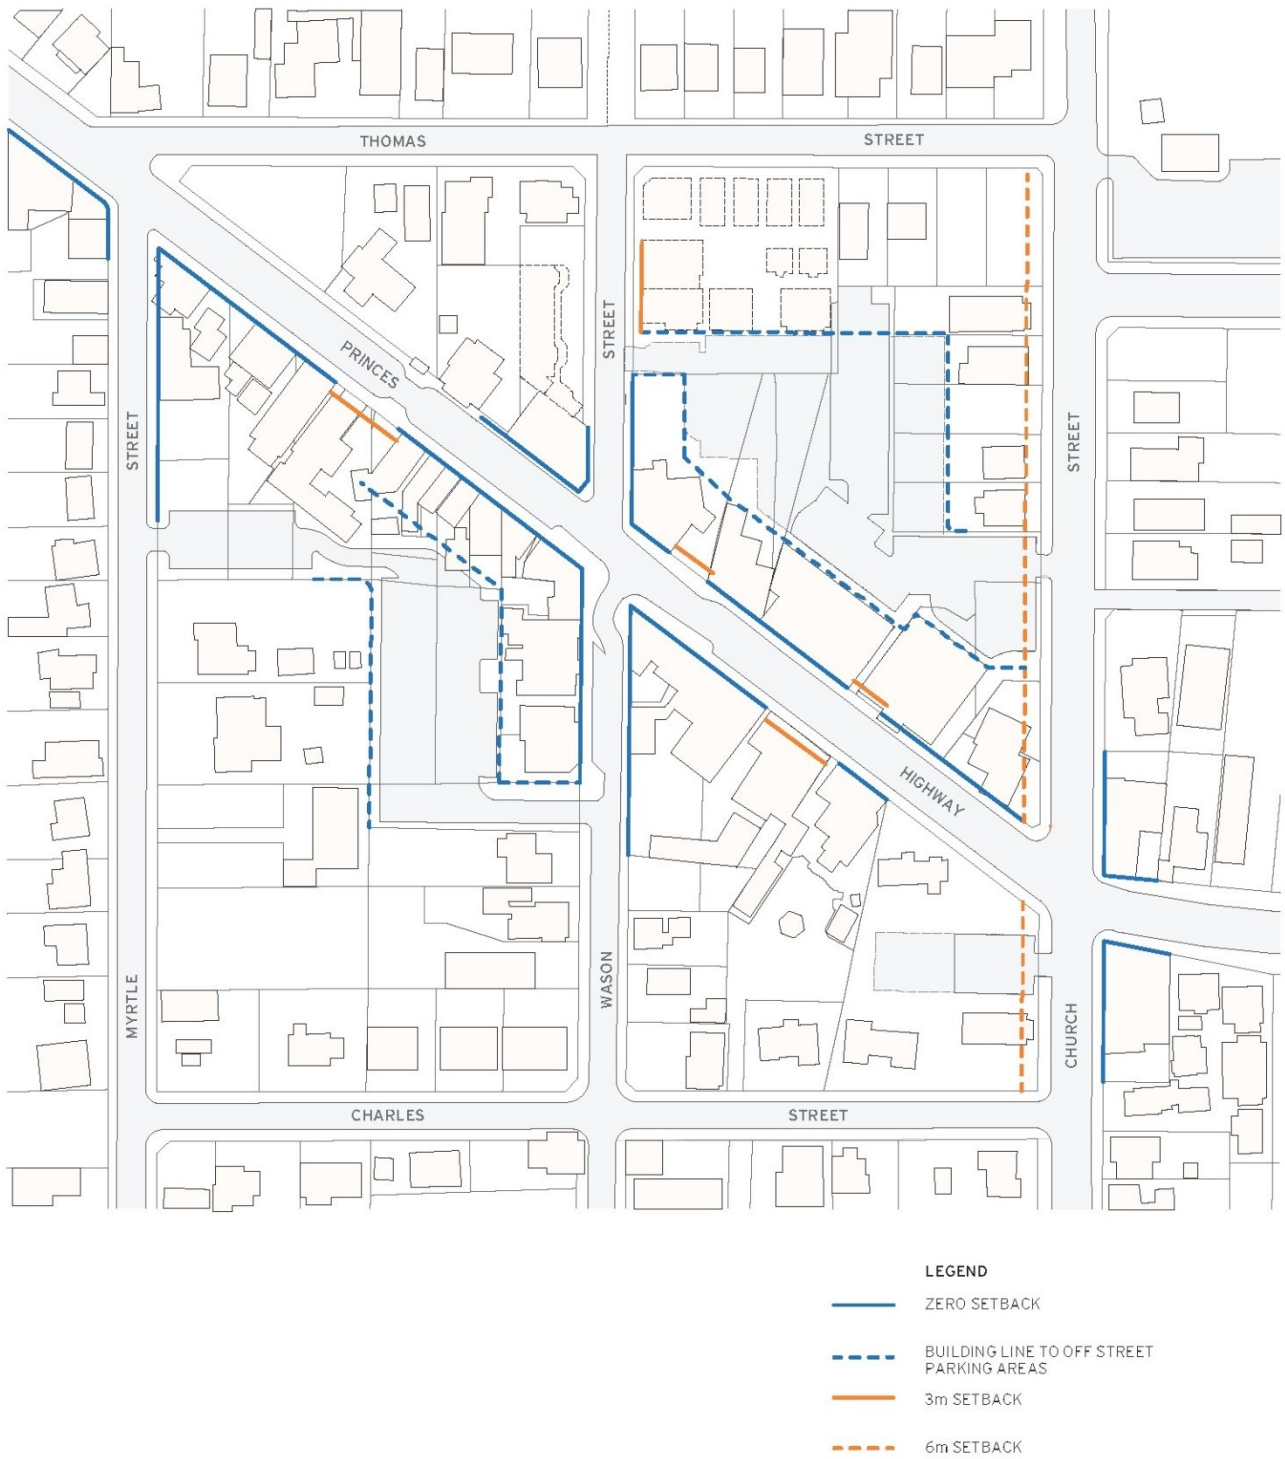 THOMAS
STREET
PRINCES
STREET
STREET
STREET
HIGHWAY
MYRTLE
WASON
CHURCH
CHARLES
STREET
LEGEND
ZERO SETBACK
BUILDING LINE TO OFF STREET
PARKING AREAS
3m SETBACK
6m SETBACK